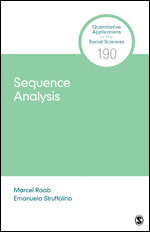 Quantitative Applications
in the
Social Sciences
190
Sequence Analysis
Marcel Raab
Emanuela Struffolino
SAGE